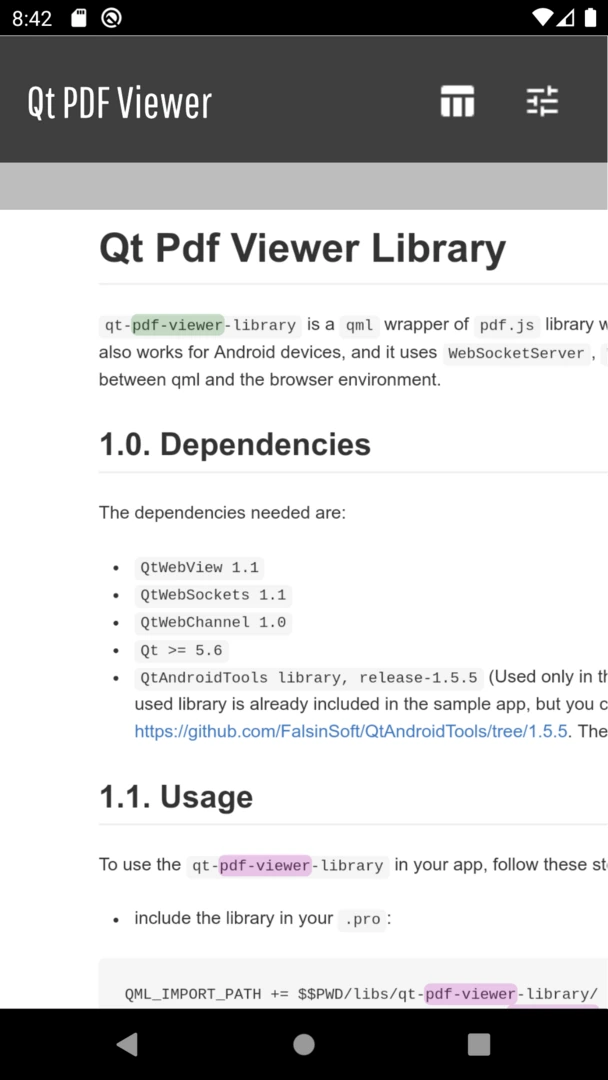 8:42
Qt PDF Viewer
Qt Pdf Viewer Library
qt-pdf-viewer-library is a qml wrapper of pdf.js library w
also works for Android devices, and it uses WebSocketServer ,
between qml and the browser environment.
1.0. Dependencies
The dependencies needed are:
• QtWebView 1.1
• QtWebSockets 1.1
• QtWebChannel 1.0
• Qt >= 5.6
• QtAndroidTools library, release-1.5.5 (Used only in th
used library is already included in the sample app, but you c
https://github.com/FalsinSoft/QtAndroidTools/tree/1.5.5. The
1.1. Usage
To use the qt-pdf-viewer-library in your app, follow these st
• include the library in your .pro :
QML_IMPORT_PATH += $$PWD/libs/qt-pdf-viewer-library/